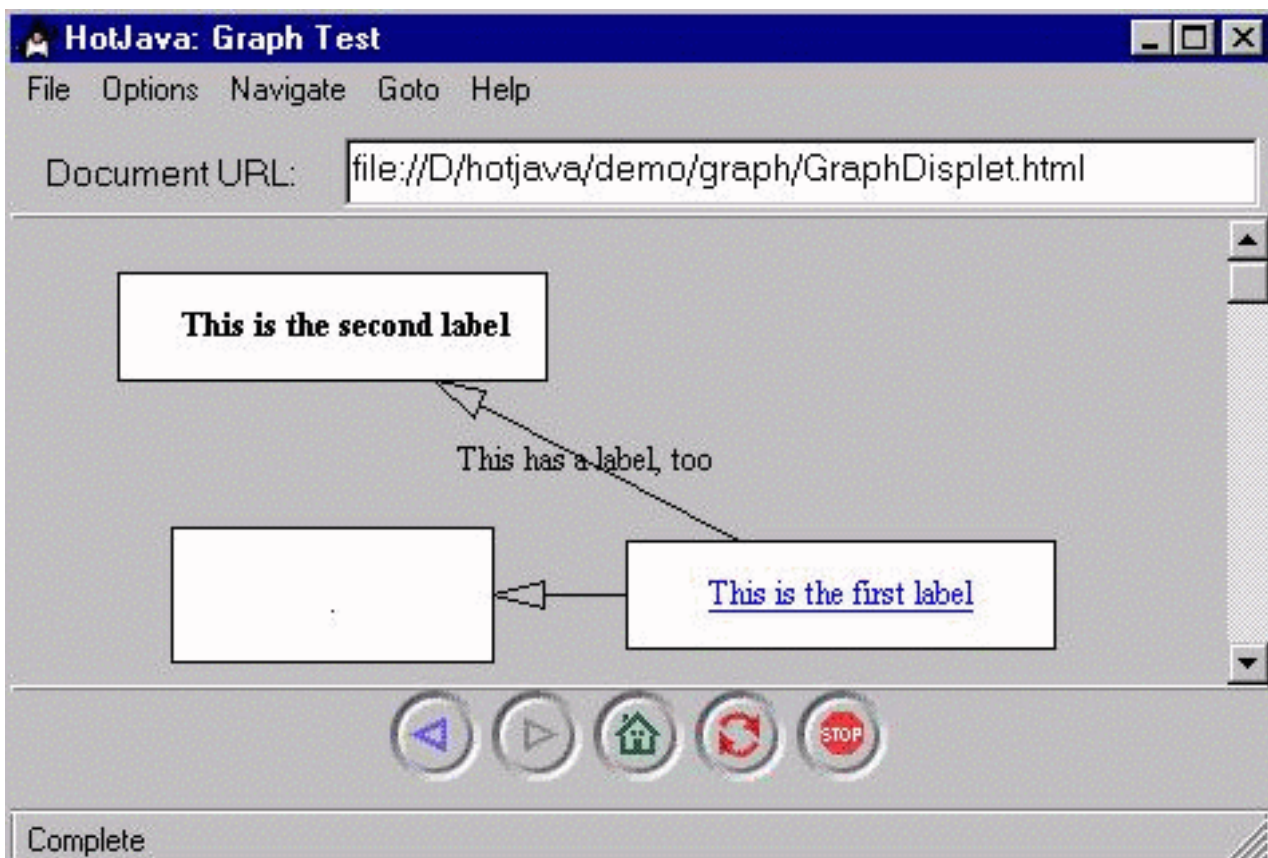 HotJava: Graph Test
File Options Navigate Goto Help
Document URL: file://D/hotjava/demo/graph/GraphDisplet.html
This is the second label
This has a label, too
This is the first label
STOP
Complete